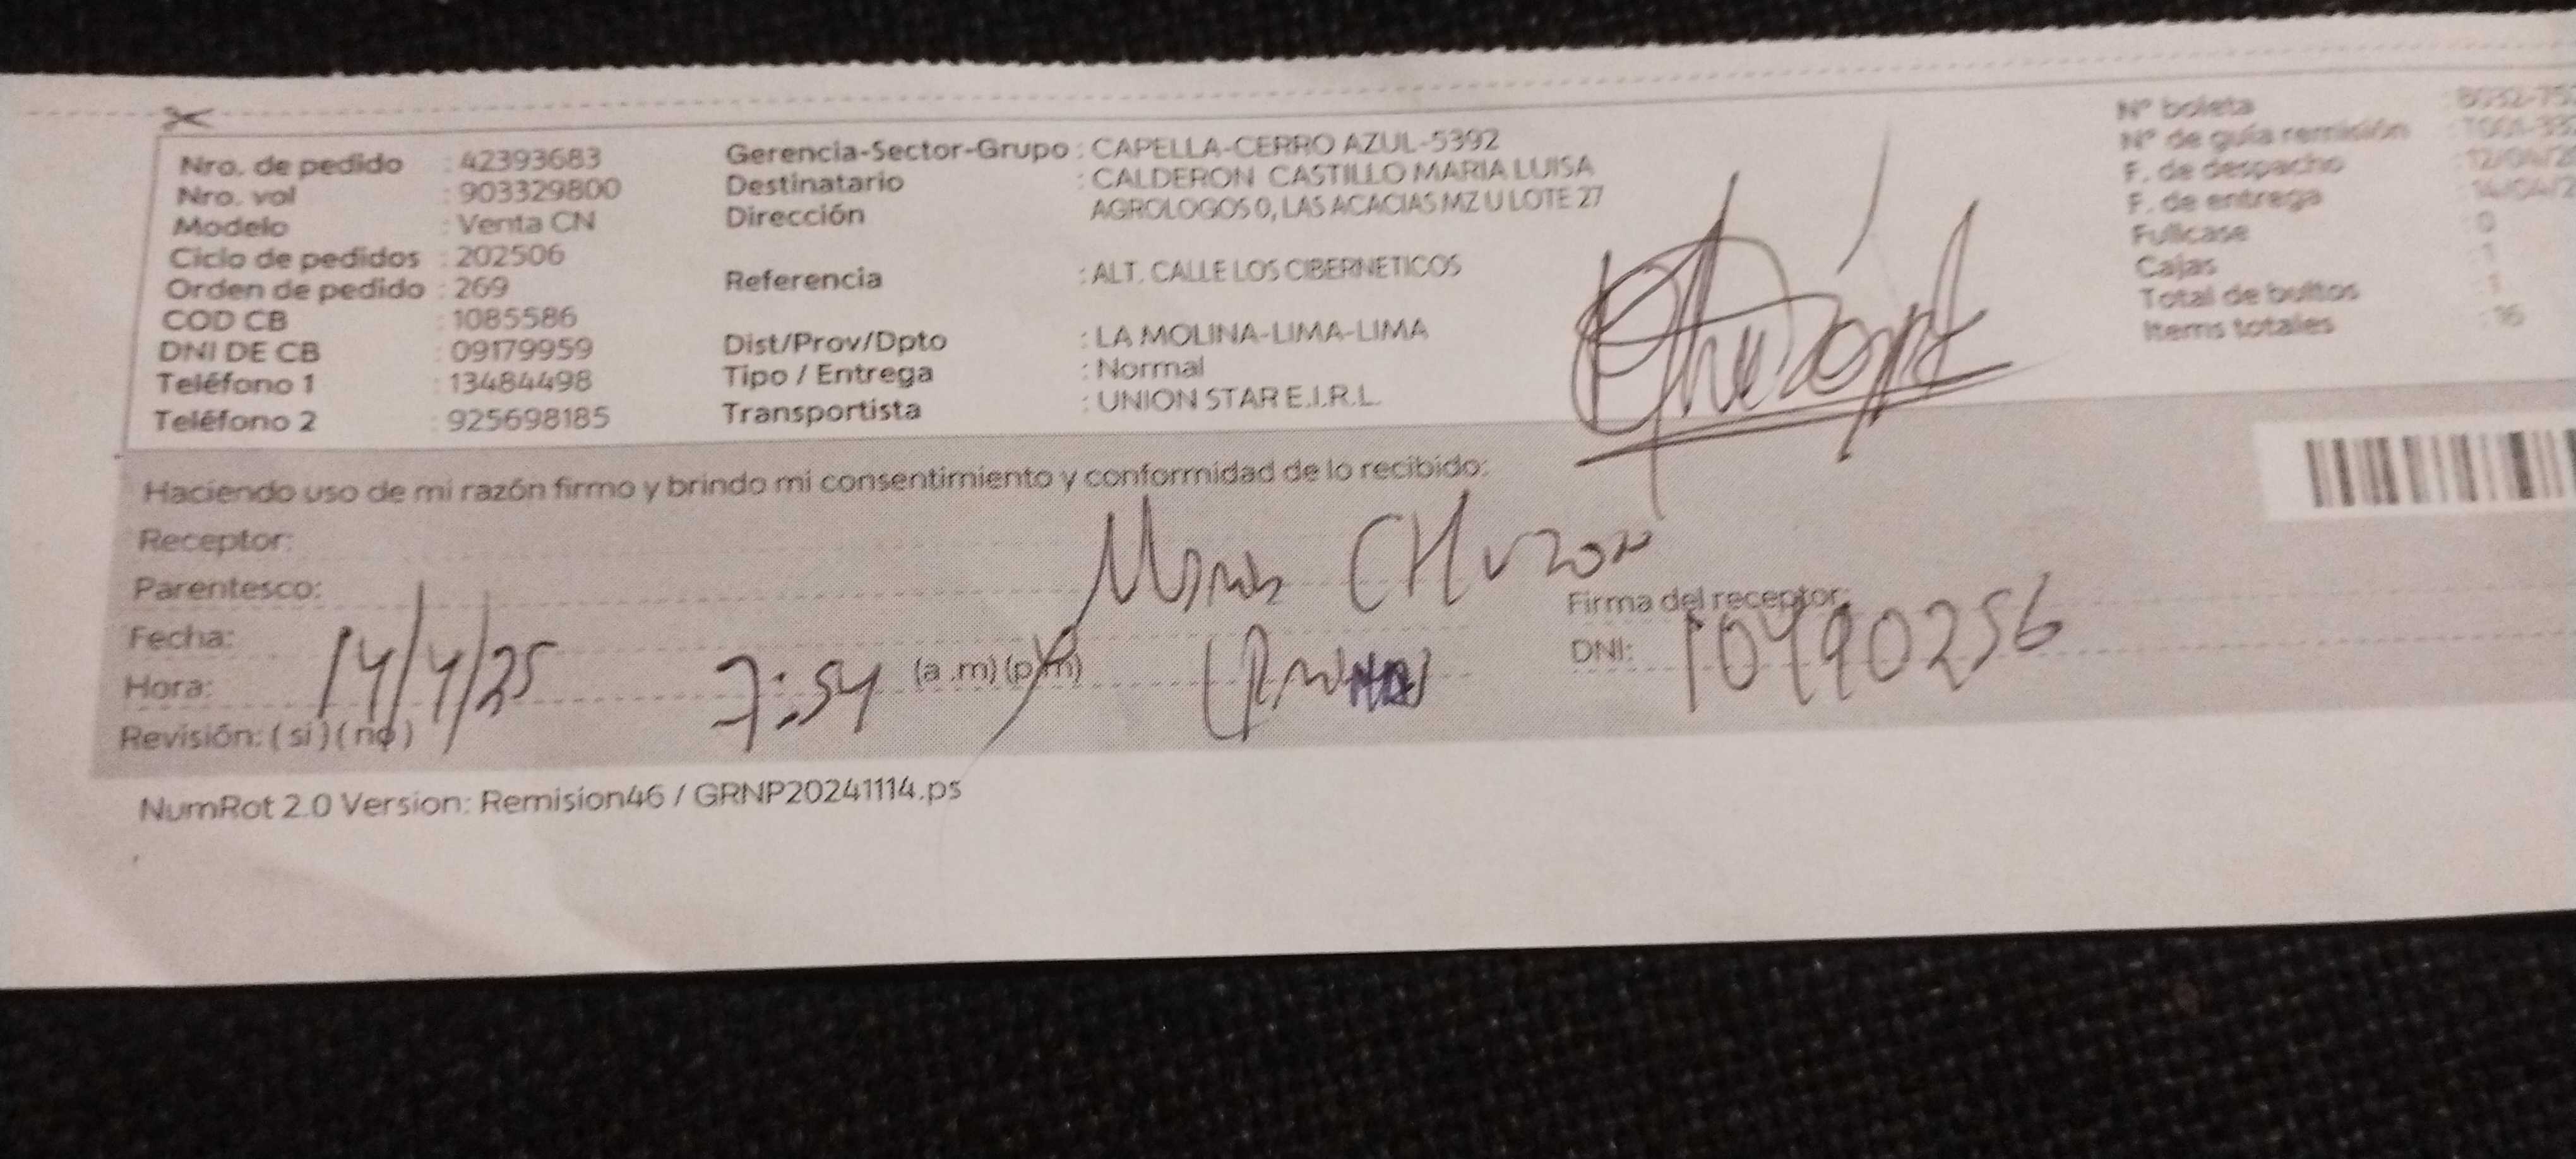 Nro. de pedido : 42393683
Nro. vol : 903329800
Modelo : Venta CN
Ciclo de pedidos : 202506
Orden de pedido : 269
COD CB : 1085586
DNI DE CB : 09179959
Teléfono 1 : 13484498
Teléfono 2 : 925698185
Gerencia-Sector-Grupo : CAPELLA-CERRO AZUL-5392
Destinatario : CALDERON CASTILLO MARIA LUISA
Dirección AGROLOGOS 0, LAS ACACIAS MZ U LOTE 27
Referencia : ALT. CALLE LOS CIBERNETICOS
Dist/Prov/Dpto : LA MOLINA-LIMA-LIMA
Tipo / Entrega : Normal
Transportista : UNION STAR E.I.R.L.
Nº boleta
Nº de guía remisión
F. de despacho
F. de entrega
Fullcase : 0
Cajas : 1
Total de bultos : 1
Items totales : 16
Haciendo uso de mi razón firmo y brindo mi consentimiento y conformidad de lo recibido:
Receptor:
Parentesco:
Fecha: 14/4/25
Hora: 7:54 (a .m) (p.m)
Firma del receptor:
DNI: 10490256
Revisión: ( si ) ( no )
NumRot 2.0 Version: Remision46 / GRNP20241114.ps